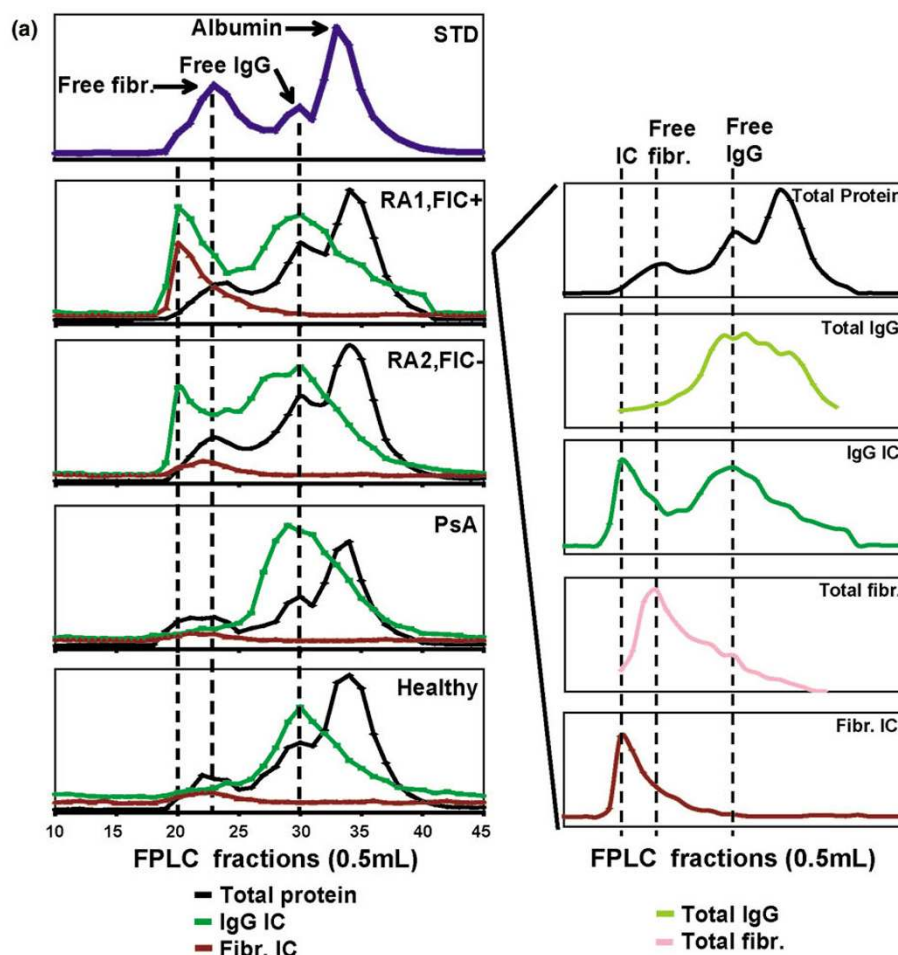 (a)
STD
Albumin
Free IgG
Free fibr.
RA1,FIC+
RA2,FIC-
PsA
Healthy
10 15 20 25 30 35 40 45
FPLC fractions (0.5mL)
Total protein
IgG IC
Fibr. IC
IC
Free
fibr.
Free
IgG
Total Protein
Total IgG
IgG IC
Total fibr.
Fibr. IC
FPLC fractions (0.5mL)
Total IgG
Total fibr.